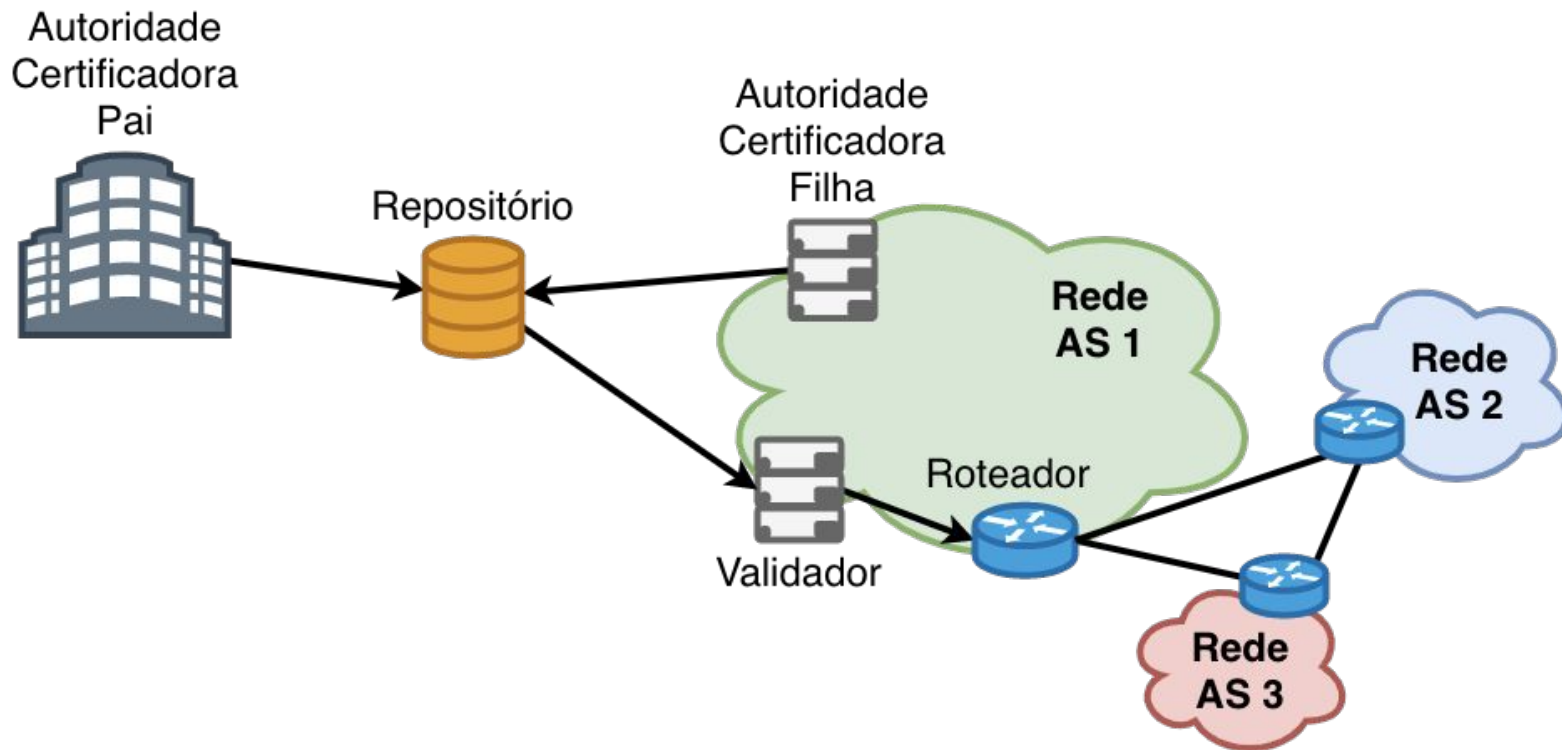 Autoridade
Certificadora
Pai
Repositório
Autoridade
Certificadora
Filha
Rede
AS 1
Rede
AS 2
Roteador
Validador
Rede
AS 3